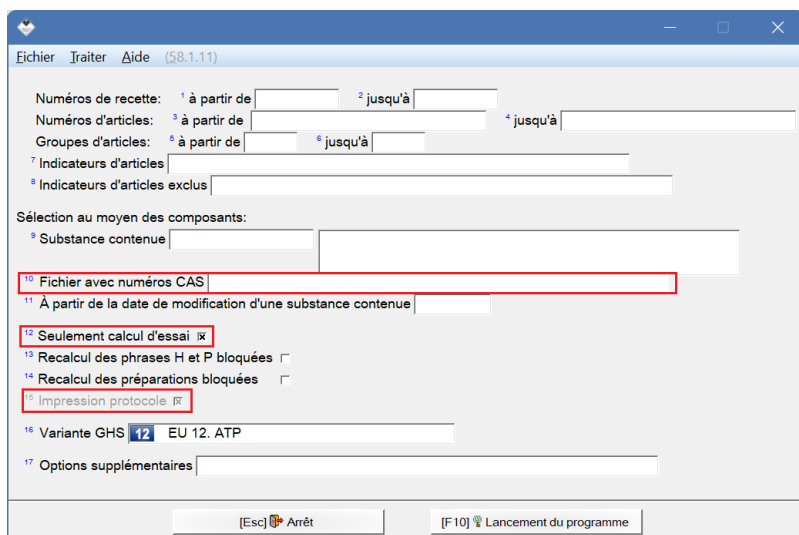 Fichier Traiter Aide (58.1.11)
Numéros de recette: 1 à partir de 2 jusqu'à
Numéros d'articles: 3 à partir de 4 jusqu'à
Groupes d'articles: 5 à partir de 6 jusqu'à
7 Indicateurs d'articles
8 Indicateurs d'articles exclus
Sélection au moyen des composants:
9 Substance contenue
10 Fichier avec numéros CAS
11 À partir de la date de modification d'une substance contenue
12 Seulement calcul d'essai x
13 Recalcul des phrases H et P bloquées
14 Recalcul des préparations bloquées
15 Impression protocole x
16 Variante GHS 12 EU 12. ATP
17 Options supplémentaires
[Esc] Arrêt [F10] Lancement du programme